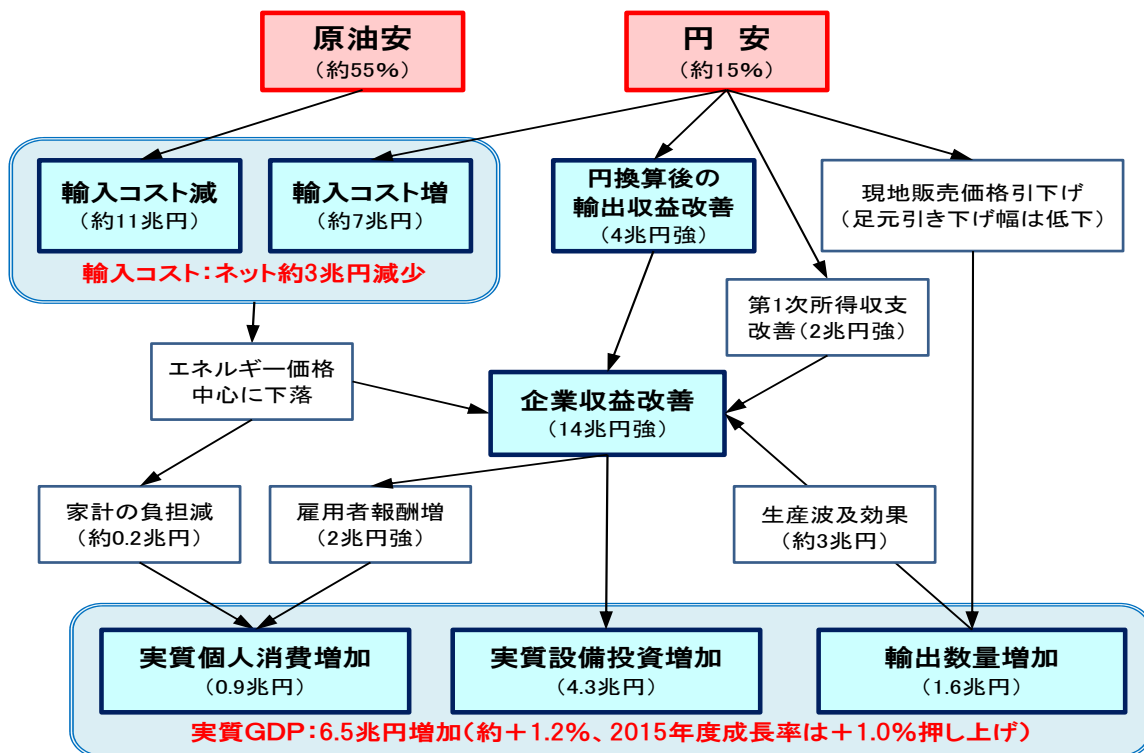 原油安
（約55%）
円 安
（約15%）
輸入コスト減
（約11兆円）
輸入コスト増
（約7兆円）
輸入コスト：ネット約3兆円減少
円換算後の
輸出収益改善
（4兆円強）
現地販売価格引下げ
（足元引き下げ幅は低下）
第1次所得収支
改善（2兆円強）
エネルギー価格
中心に下落
企業収益改善
（14兆円強）
家計の負担減
（約0.2兆円）
雇用者報酬増
（2兆円強）
生産波及効果
（約3兆円）
実質個人消費増加
（0.9兆円）
実質設備投資増加
（4.3兆円）
輸出数量増加
（1.6兆円）
実質GDP：6.5兆円増加（約＋1.2%、2015年度成長率は＋1.0%押し上げ）